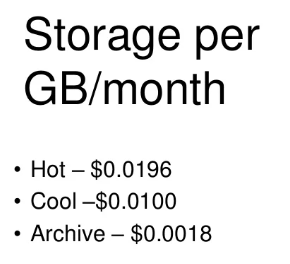 Storage per
GB/month
• Hot – $0.0196
• Cool –$0.0100
• Archive – $0.0018